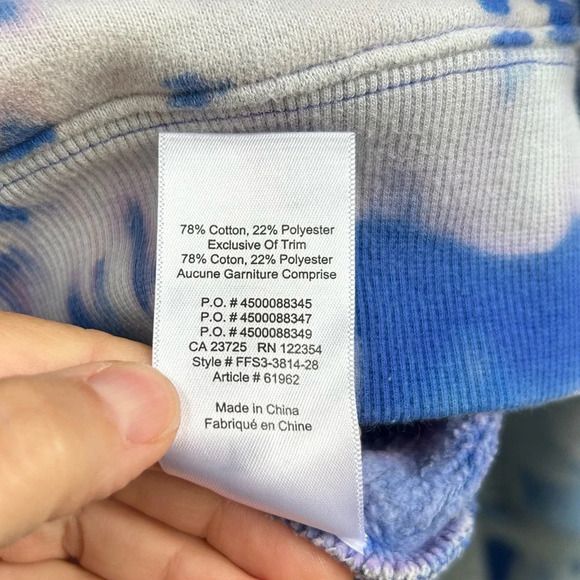 78% Cotton, 22% Polyester
Exclusive Of Trim
78% Coton, 22% Polyester
Aucune Garniture Comprise
P.O. # 4500088345
P.O. # 4500088347
P.O. # 4500088349
CA 23725 RN 122354
Style # FFS3-3814-28
Article # 61962
Made in China
Fabriqué en Chine